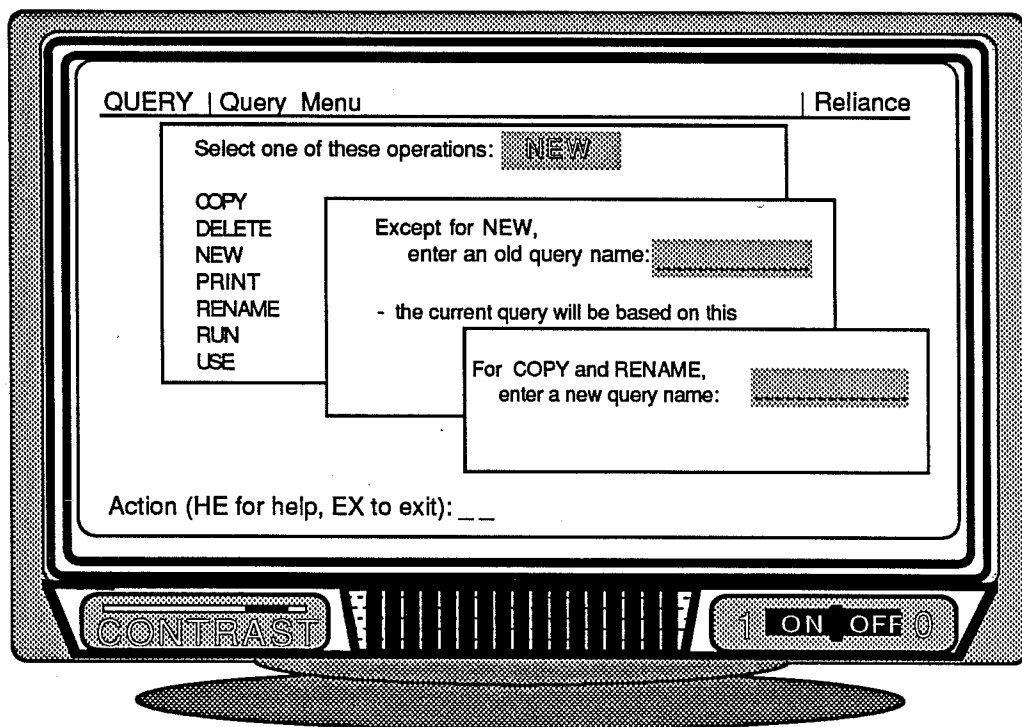 QUERY | Query Menu | Reliance
Select one of these operations: NEW
COPY
DELETE
NEW
PRINT
RENAME
RUN
USE
Except for NEW,
enter an old query name:
- the current query will be based on this
For COPY and RENAME,
enter a new query name:
Action (HE for help, EX to exit): _ _
CONTRAST
1 ON OFF 0